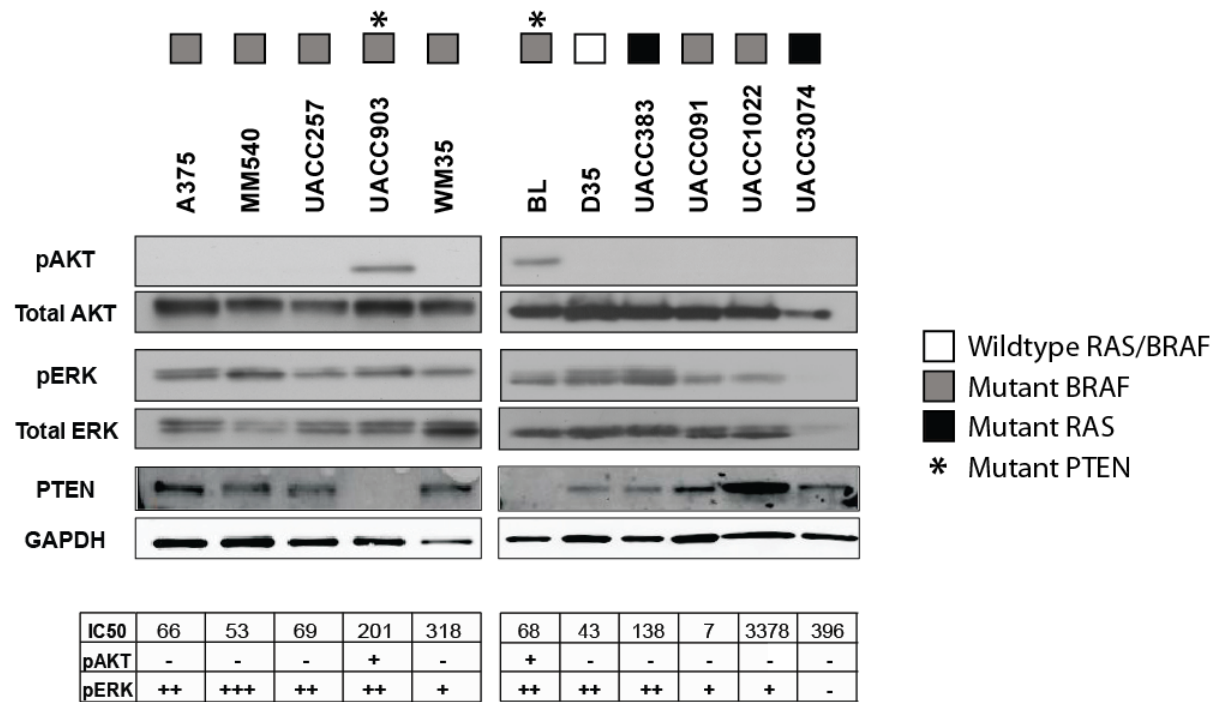 * *
A375 MM540 UACC257 UACC903 WM35 BL D35 UACC383 UACC091 UACC1022 UACC3074
pAKT
Total AKT
pERK
Total ERK
PTEN
GAPDH
Wildtype RAS/BRAF
Mutant BRAF
Mutant RAS
* Mutant PTEN
IC50 66 53 69 201 318 68 43 138 7 3378 396
pAKT - - - + - + - - - - -
pERK ++ +++ ++ ++ + ++ ++ ++ + + -